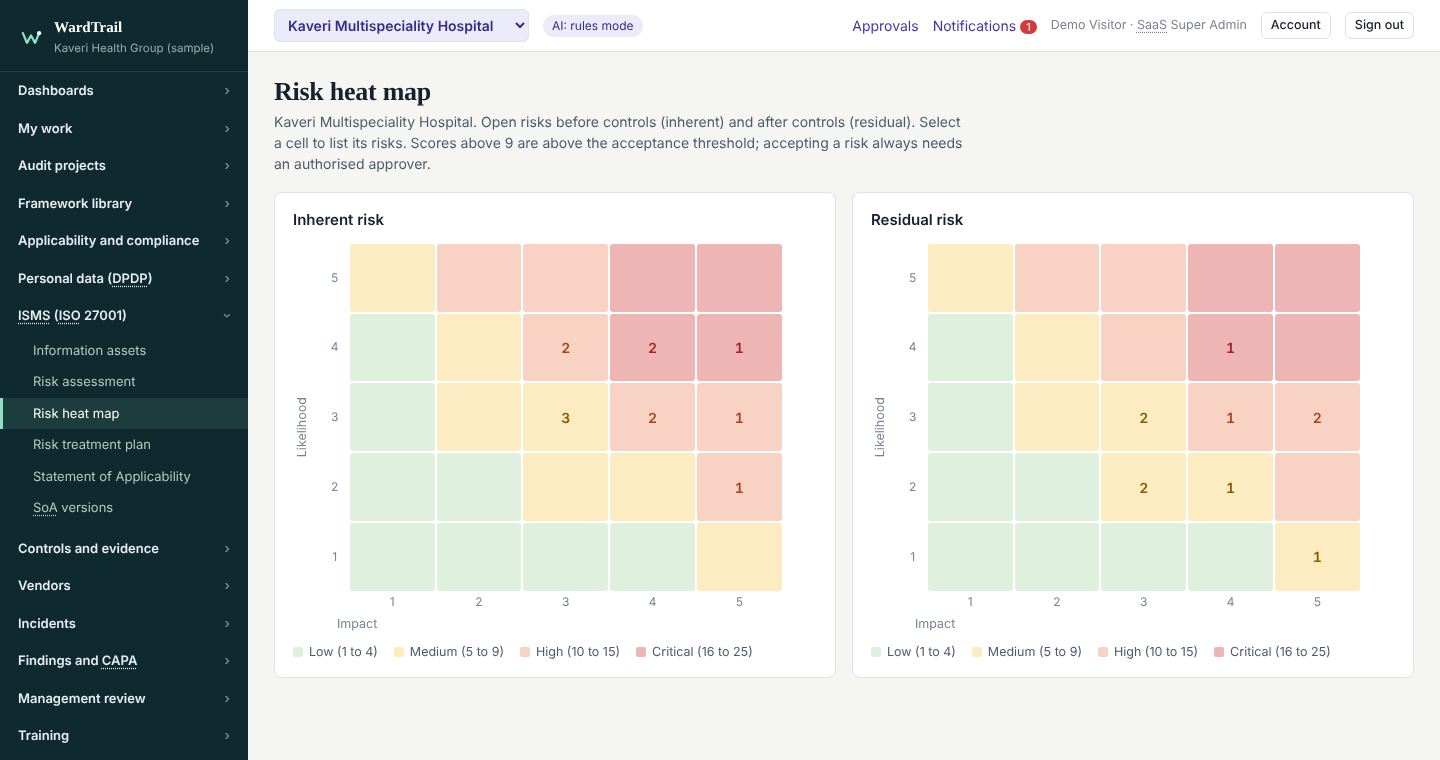 WardTrail
Kaveri Health Group (sample)
Dashboards
My work
Audit projects
Framework library
Applicability and compliance
Personal data (DPDP)
ISMS (ISO 27001)
Information assets
Risk assessment
Risk heat map
Risk treatment plan
Statement of Applicability
SoA versions
Controls and evidence
Vendors
Incidents
Findings and CAPA
Management review
Training
Kaveri Multispeciality Hospital
AI: rules mode
Approvals
Notifications 1
Demo Visitor · SaaS Super Admin
Account
Sign out
Risk heat map
Kaveri Multispeciality Hospital. Open risks before controls (inherent) and after controls (residual). Select
a cell to list its risks. Scores above 9 are above the acceptance threshold; accepting a risk always needs
an authorised approver.
Inherent risk
Likelihood
5
4 2 2 1
3 3 2 1
2 1
1
1 2 3 4 5
Impact
Low (1 to 4) Medium (5 to 9) High (10 to 15) Critical (16 to 25)
Residual risk
Likelihood
5
4 1
3 2 1 2
2 2 1
1 1
1 2 3 4 5
Impact
Low (1 to 4) Medium (5 to 9) High (10 to 15) Critical (16 to 25)